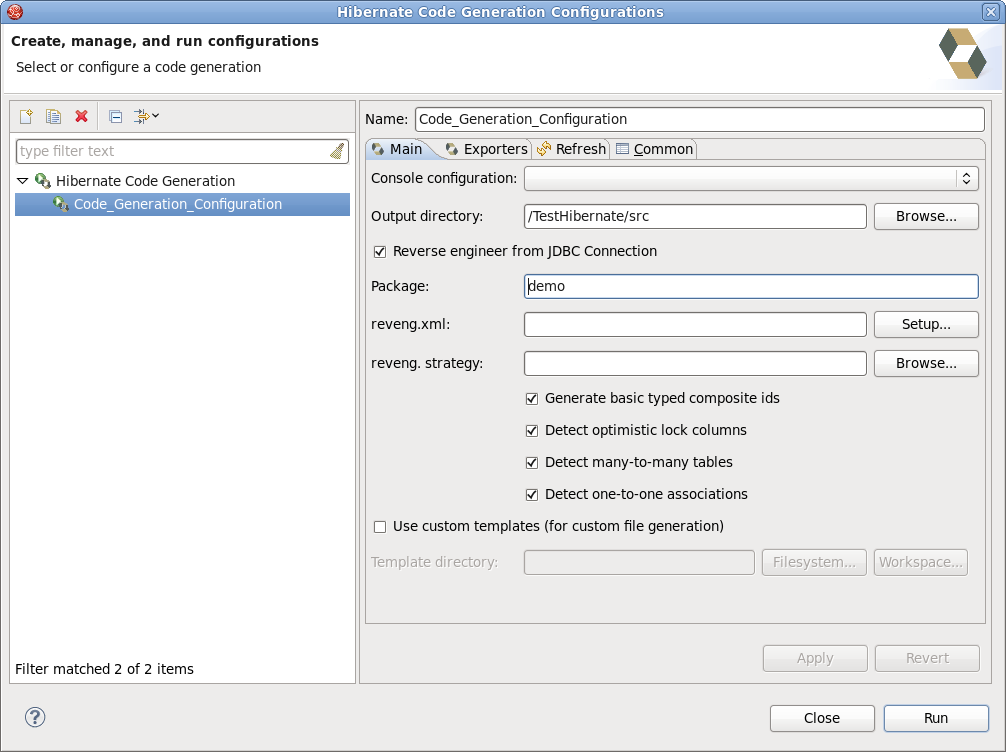 Hibernate Code Generation Configurations
Create, manage, and run configurations
Select or configure a code generation
type filter text
Hibernate Code Generation
Code_Generation_Configuration
Filter matched 2 of 2 items
Name: Code_Generation_Configuration
Main Exporters Refresh Common
Console configuration:
Output directory: /TestHibernate/src Browse...
Reverse engineer from JDBC Connection
Package: demo
reveng.xml: Setup...
reveng. strategy: Browse...
Generate basic typed composite ids
Detect optimistic lock columns
Detect many-to-many tables
Detect one-to-one associations
Use custom templates (for custom file generation)
Template directory: Filesystem... Workspace...
Apply Revert
? Close Run